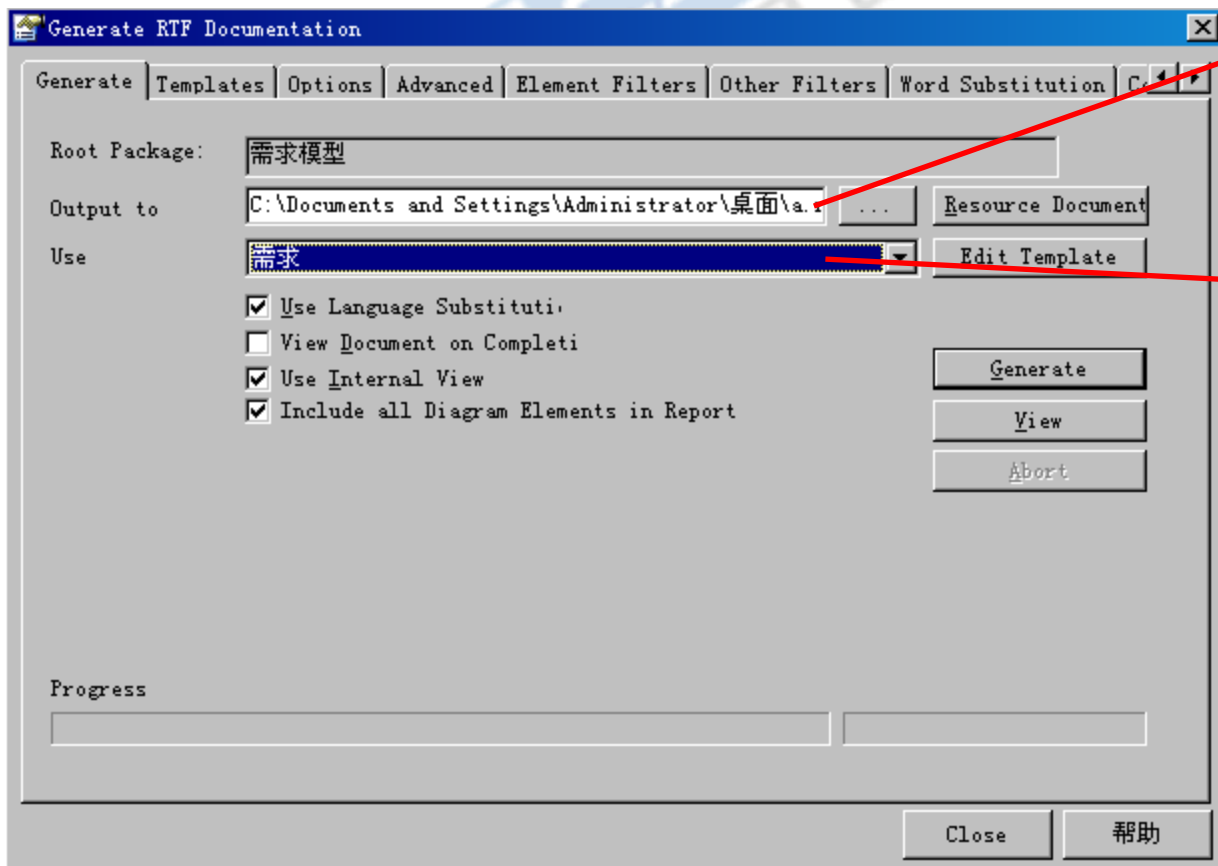 Generate RTF Documentation
Generate Templates Options Advanced Element Filters Other Filters Word Substitution
Root Package: 需求模型
Output to C:\Documents and Settings\Administrator\桌面\a. ... Resource Document
Use 需求 Edit Template
Use Language Substituti
View Document on Completi
Use Internal View
Include all Diagram Elements in Report
Generate
View
Abort
Progress
Close 帮助